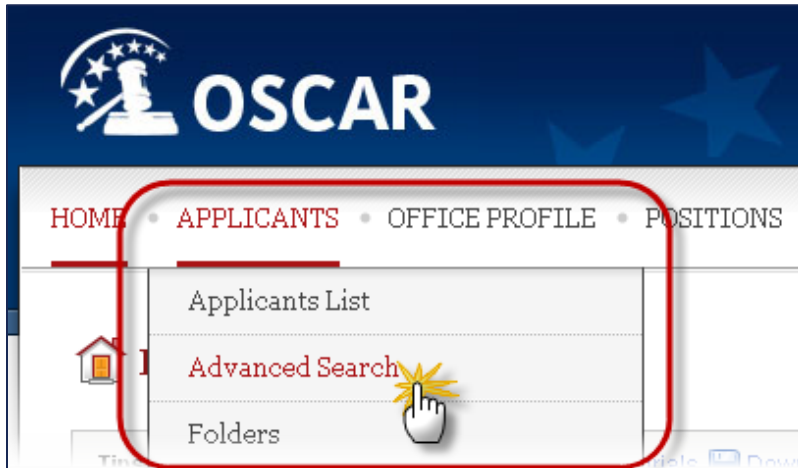 OSCAR
HOME • APPLICANTS • OFFICE PROFILE • POSITIONS
Applicants List
Advanced Search
Folders